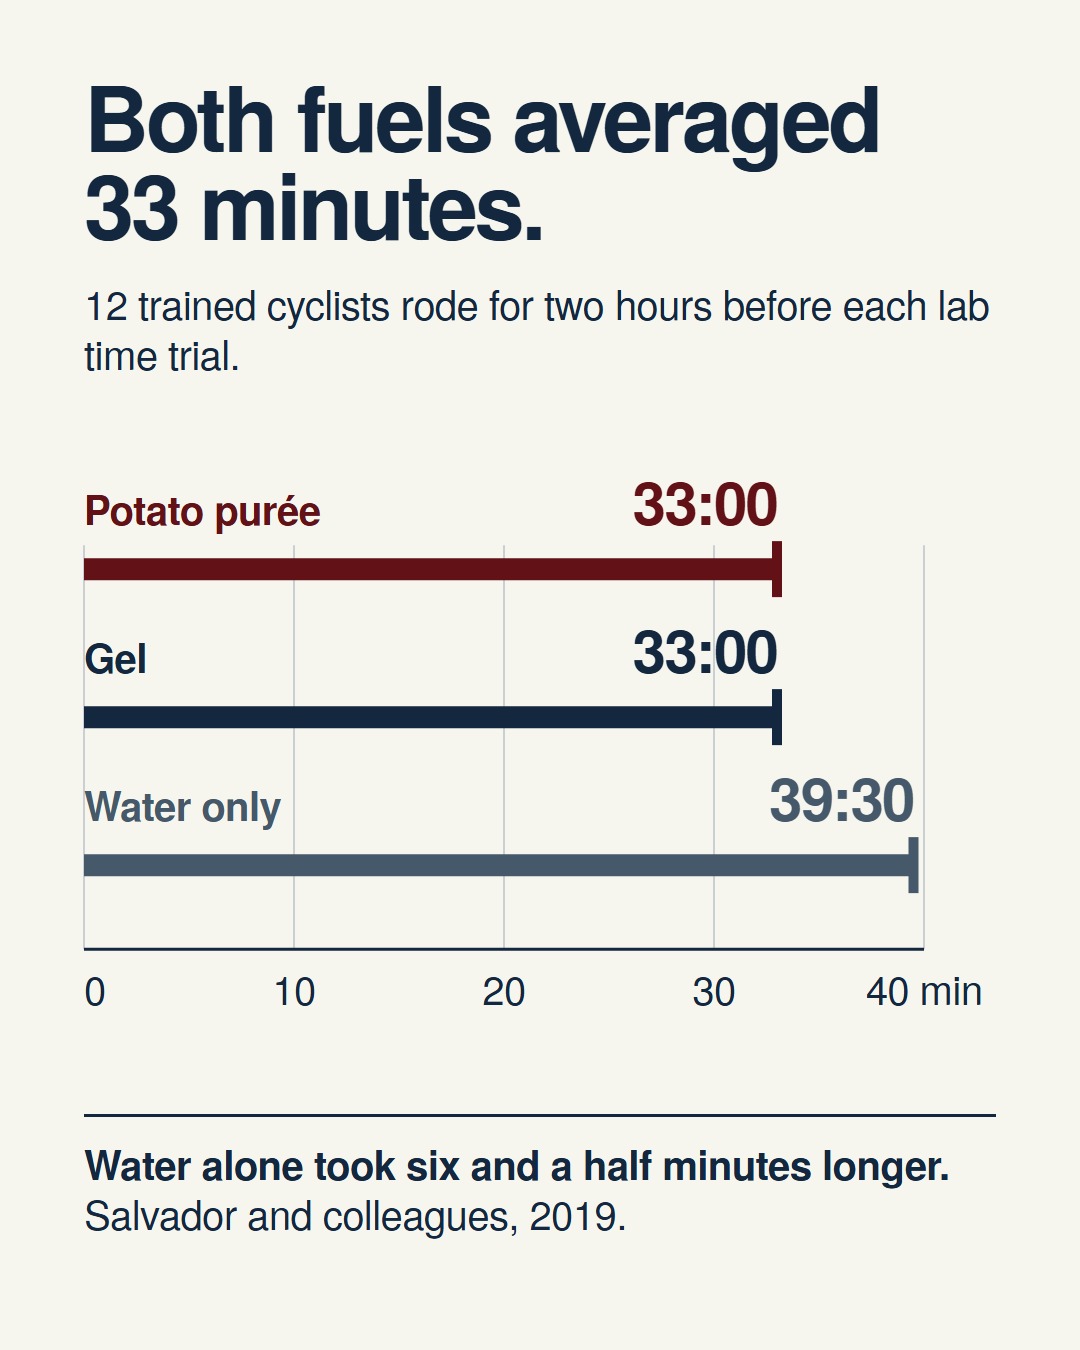 Both fuels averaged
33 minutes.
12 trained cyclists rode for two hours before each lab
time trial.
Potato purée 33:00
Gel 33:00
Water only 39:30
0 10 20 30 40 min
Water alone took six and a half minutes longer.
Salvador and colleagues, 2019.